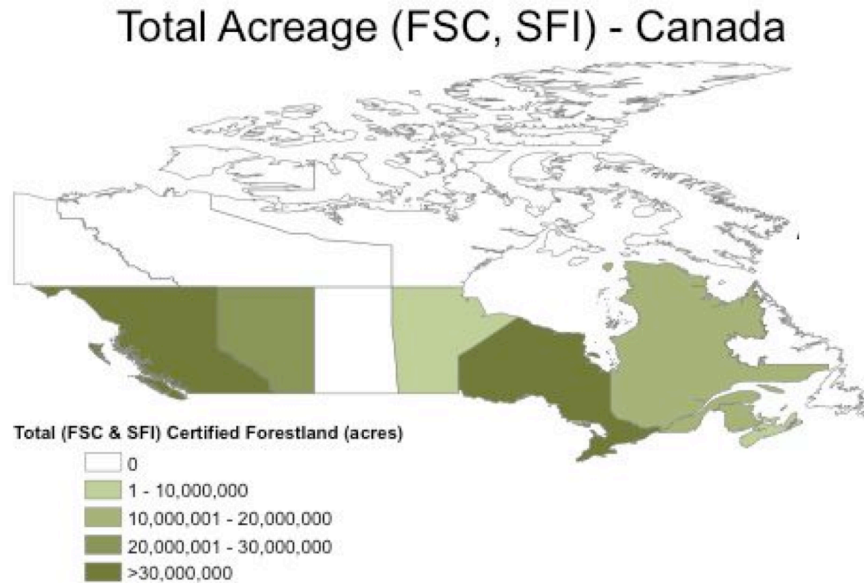 Total Acreage (FSC, SFI) - Canada
Total (FSC & SFI) Certified Forestland (acres)
0
1 - 10,000,000
10,000,001 - 20,000,000
20,000,001 - 30,000,000
>30,000,000